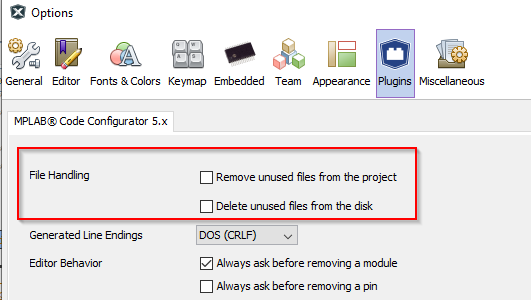 Options
General Editor Fonts & Colors Keymap Embedded Team Appearance Plugins Miscellaneous
MPLAB® Code Configurator 5.x
File Handling Remove unused files from the project
Delete unused files from the disk
Generated Line Endings DOS (CRLF)
Editor Behavior Always ask before removing a module
Always ask before removing a pin